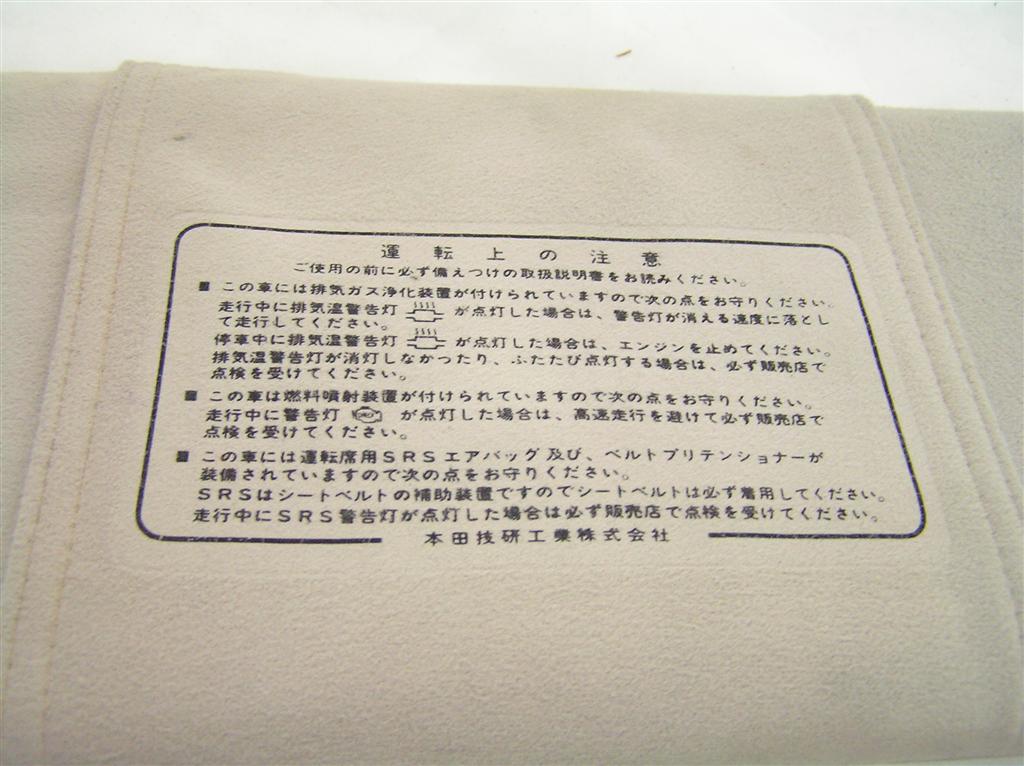 運転上の注意
ご使用の前に必ず備えつけの取扱説明書をお読みください。
■ この車には排気ガス浄化装置が付けられていますので次の点をお守りください。
走行中に排気温警告灯 が点灯した場合は、警告灯が消える速度に落とし
て走行してください。
停車中に排気温警告灯 が点灯した場合は、エンジンを止めてください。
排気温警告灯が消灯しなかったり、ふたたび点灯する場合は、必ず販売店で
点検を受けてください。
■ この車は燃料噴射装置が付けられていますので次の点をお守りください。
走行中に警告灯 が点灯した場合は、高速走行を避けて必ず販売店で
点検を受けてください。
■ この車には運転席用SRSエアバッグ及び、ベルトプリテンショナーが
装備されていますので次の点をお守りください。
SRSはシートベルトの補助装置ですのでシートベルトは必ず着用してください。
走行中にSRS警告灯が点灯した場合は必ず販売店で点検を受けてください。
本田技研工業株式会社